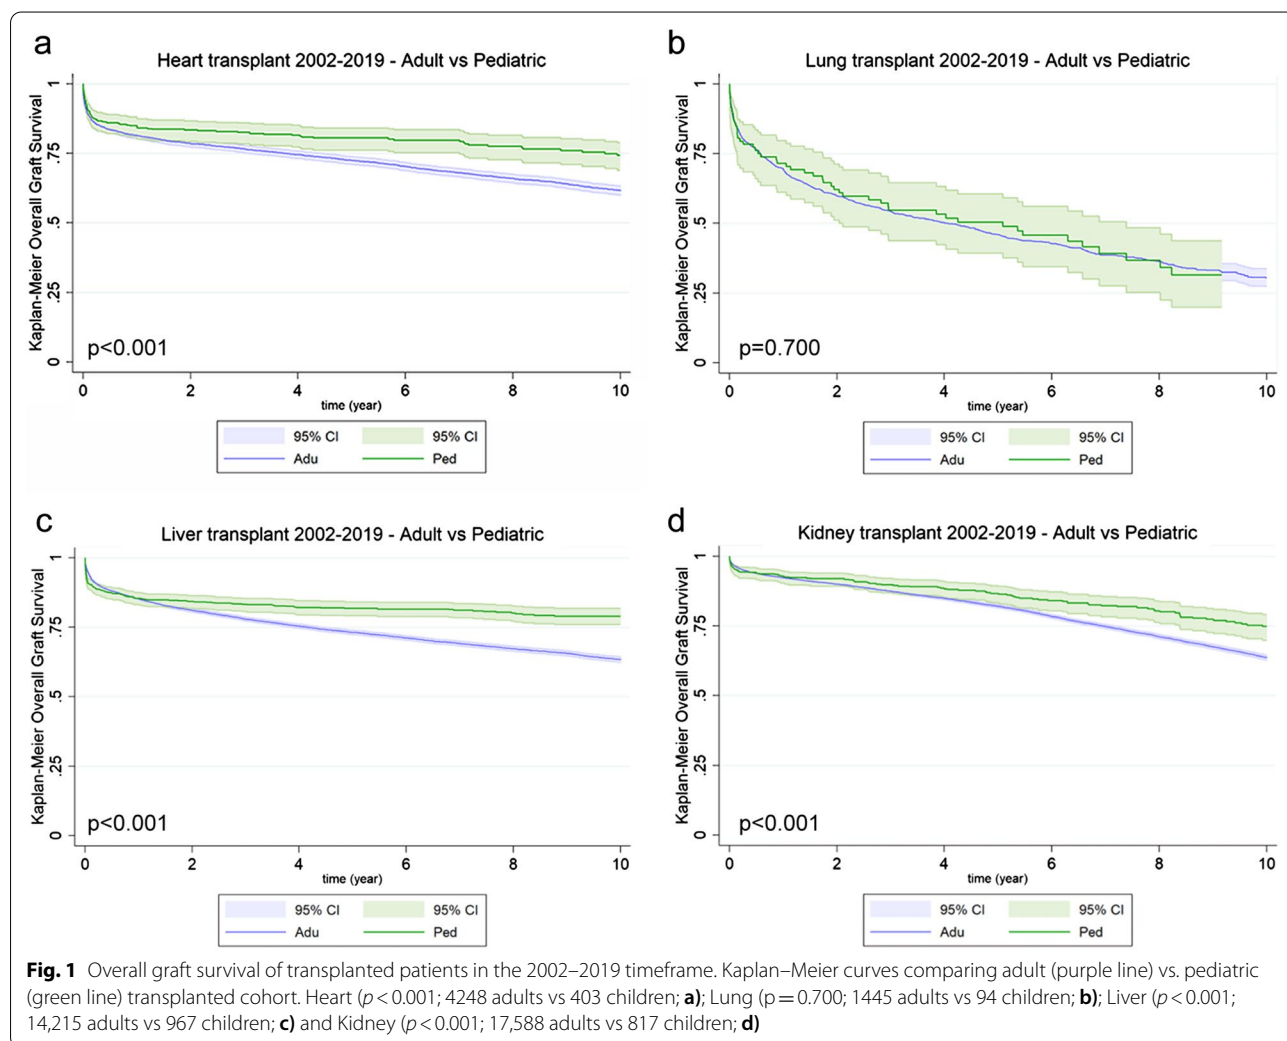 a
Heart transplant 2002-2019 - Adult vs Pediatric
Kaplan-Meier Overall Graft Survival
1
.75
.5
.25
0
p<0.001
0 2 4 6 8 10
time (year)
95% CI 95% CI
Adu Ped
b
Lung transplant 2002-2019 - Adult vs Pediatric
Kaplan-Meier Overall Graft Survival
1
.75
.5
.25
0
p=0.700
0 2 4 6 8 10
time (year)
95% CI 95% CI
Adu Ped
c
Liver transplant 2002-2019 - Adult vs Pediatric
Kaplan-Meier Overall Graft Survival
1
.75
.5
.25
0
p<0.001
0 2 4 6 8 10
time (year)
95% CI 95% CI
Adu Ped
d
Kidney transplant 2002-2019 - Adult vs Pediatric
Kaplan-Meier Overall Graft Survival
1
.75
.5
.25
0
p<0.001
0 2 4 6 8 10
time (year)
95% CI 95% CI
Adu Ped
Fig. 1 Overall graft survival of transplanted patients in the 2002–2019 timeframe. Kaplan–Meier curves comparing adult (purple line) vs. pediatric
(green line) transplanted cohort. Heart (p < 0.001; 4248 adults vs 403 children; a); Lung (p = 0.700; 1445 adults vs 94 children; b); Liver (p < 0.001;
14,215 adults vs 967 children; c) and Kidney (p < 0.001; 17,588 adults vs 817 children; d)